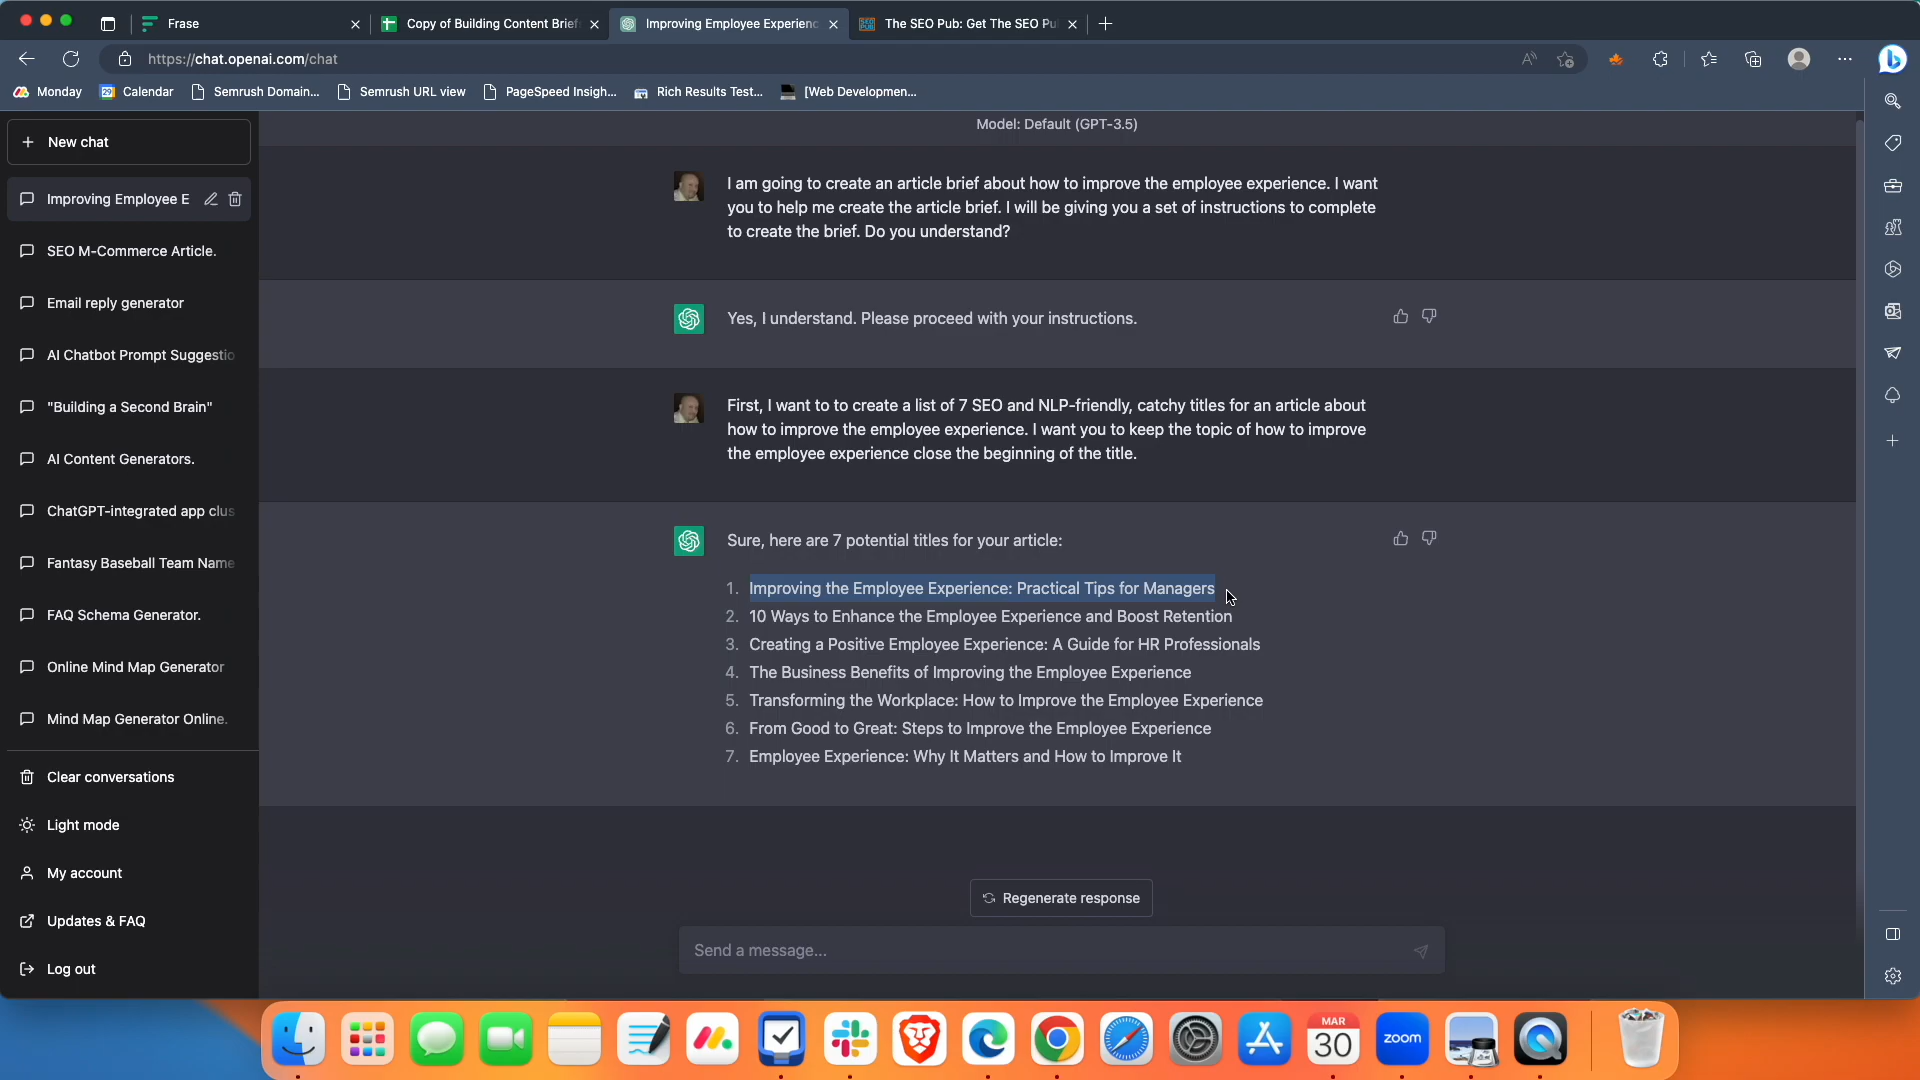 Frase
Copy of Building Content Brief
Improving Employee Experienc
The SEO Pub: Get The SEO Pu
https://chat.openai.com/chat
Monday
Calendar
Semrush Domain...
Semrush URL view
PageSpeed Insigh...
Rich Results Test...
[Web Developmen...
New chat
Improving Employee E
SEO M-Commerce Article.
Email reply generator
AI Chatbot Prompt Suggestio
"Building a Second Brain"
AI Content Generators.
ChatGPT-integrated app clus
Fantasy Baseball Team Name
FAQ Schema Generator.
Online Mind Map Generator
Mind Map Generator Online.
Clear conversations
Light mode
My account
Updates & FAQ
Log out
Model: Default (GPT-3.5)
I am going to create an article brief about how to improve the employee experience. I want
you to help me create the article brief. I will be giving you a set of instructions to complete
to create the brief. Do you understand?
Yes, I understand. Please proceed with your instructions.
First, I want to to create a list of 7 SEO and NLP-friendly, catchy titles for an article about
how to improve the employee experience. I want you to keep the topic of how to improve
the employee experience close the beginning of the title.
Sure, here are 7 potential titles for your article:
1. Improving the Employee Experience: Practical Tips for Managers
2. 10 Ways to Enhance the Employee Experience and Boost Retention
3. Creating a Positive Employee Experience: A Guide for HR Professionals
4. The Business Benefits of Improving the Employee Experience
5. Transforming the Workplace: How to Improve the Employee Experience
6. From Good to Great: Steps to Improve the Employee Experience
7. Employee Experience: Why It Matters and How to Improve It
Regenerate response
Send a message...
MAR
30
zoom